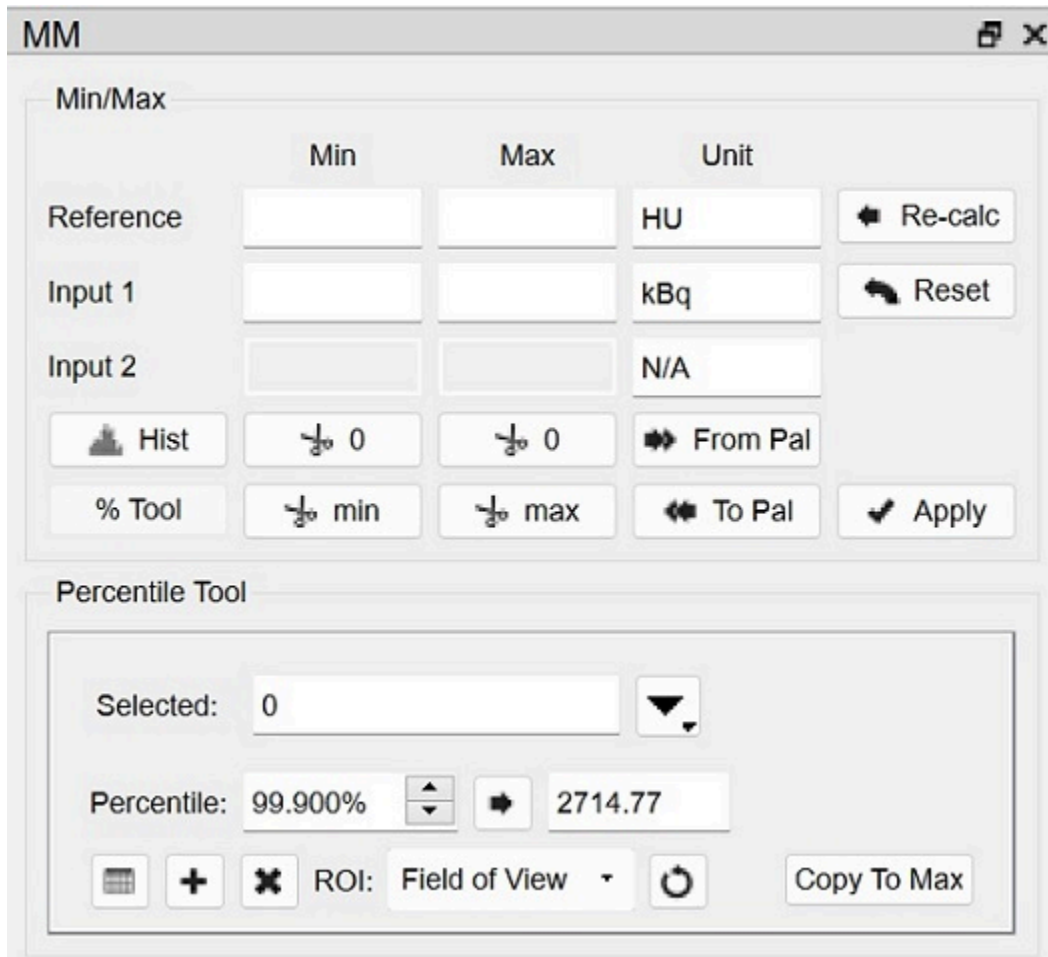 MM
Min/Max
Min Max Unit
Reference HU Re-calc
Input 1 kBq Reset
Input 2 N/A
Hist 0 0 From Pal
% Tool min max To Pal Apply
Percentile Tool
Selected: 0
Percentile: 99.900% 2714.77
ROI: Field of View Copy To Max